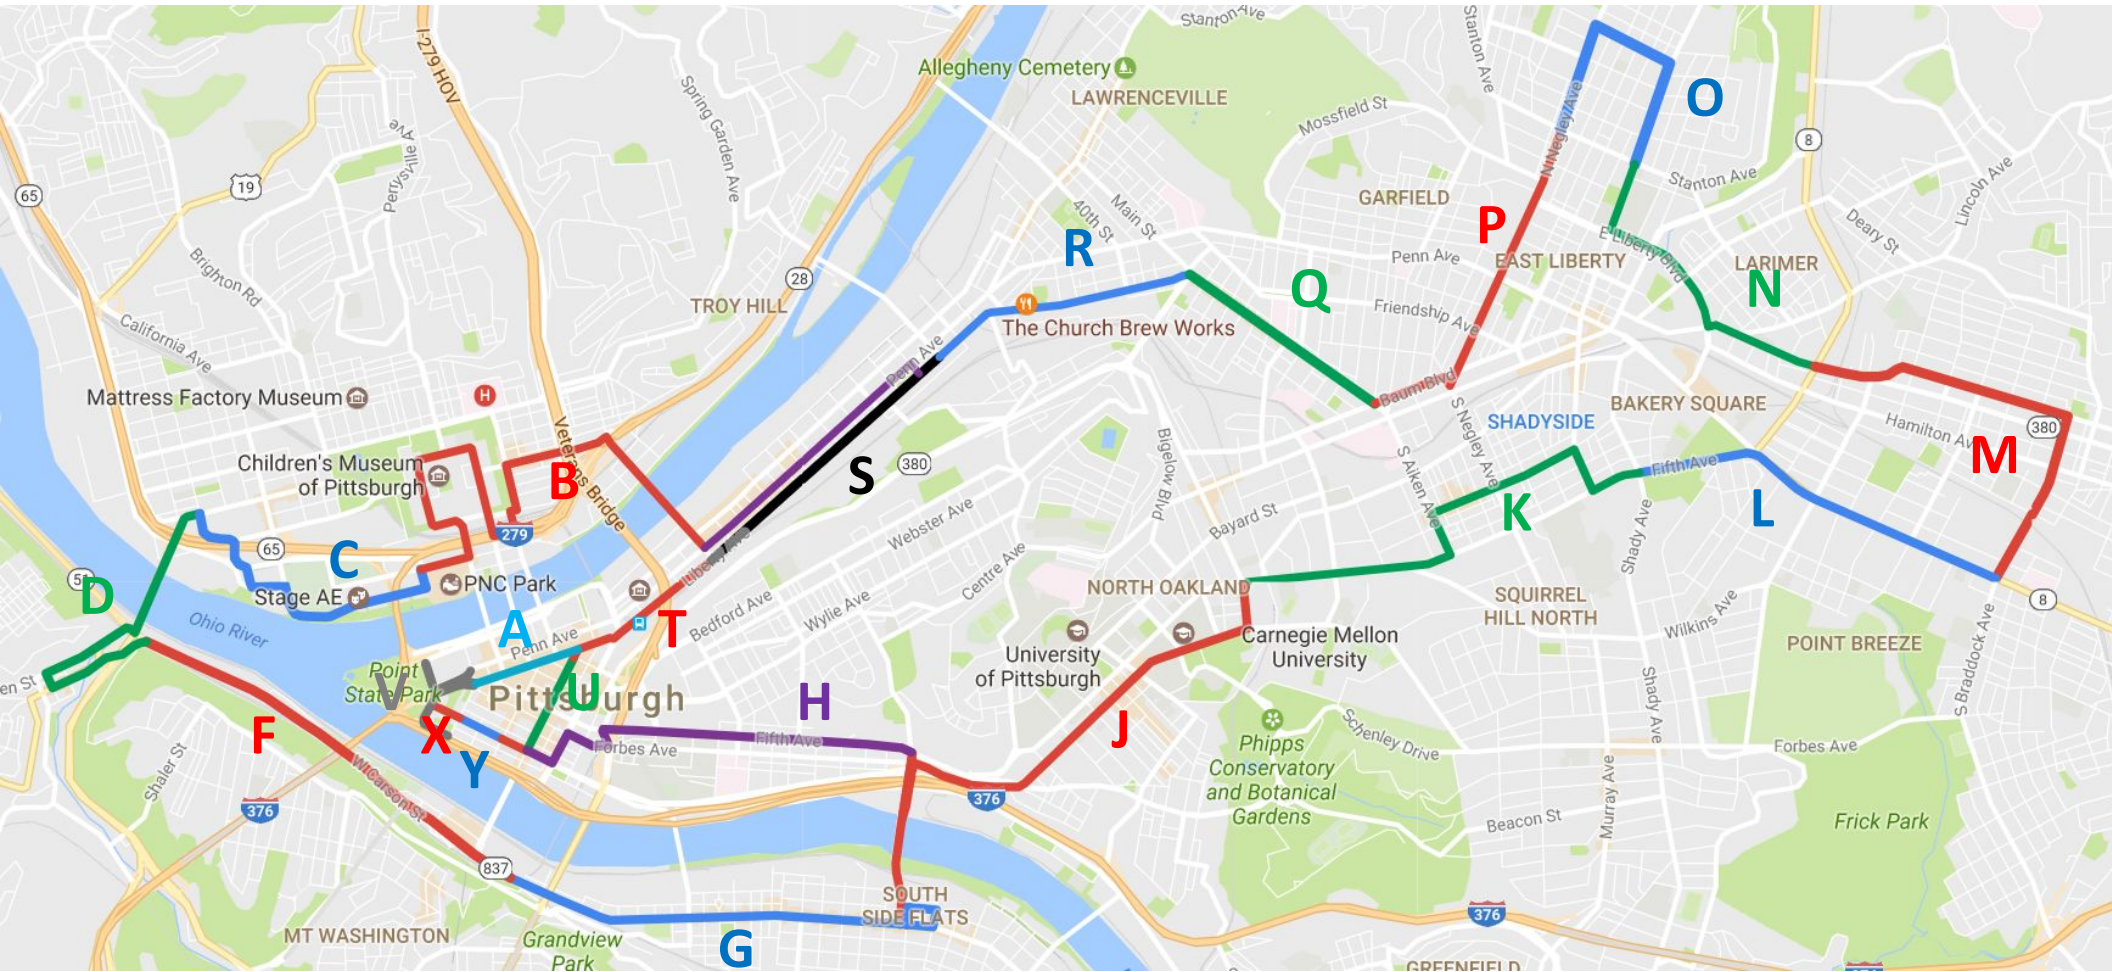 Stanton Ave
I-279 HOV
Allegheny Cemetery
LAWRENCEVILLE
Stanton Ave
O
Mossfield St
N Negley Ave
Spring Garden Ave
Perrysville Ave
8
19
65
Stanton Ave
Lincoln Ave
GARFIELD
40th St
Main St
P
Deary St
R
E Liberty Blvd
Penn Ave
EAST LIBERTY
LARIMER
Brighton Rd
28
Q
N
TROY HILL
Friendship Ave
The Church Brew Works
California Ave
Penn Ave
Mattress Factory Museum
H
Baum Blvd
BAKERY SQUARE
SHADYSIDE
Hamilton Av
380
S Negley Ave
M
Children's Museum
of Pittsburgh
B
Veterans Bridge
S
380
Bigelow Blvd
S Aiken Ave
Fifth Ave
K
L
279
Webster Ave
Bayard St
Shady Ave
65
C
Liberty Ave
Centre Ave
D
Stage AE
PNC Park
NORTH OAKLAND
SQUIRREL
HILL NORTH
8
Ohio River
A
Penn Ave
T
Bedford Ave
Wylie Ave
Wilkins Ave
Carnegie Mellon
University
POINT BREEZE
University
of Pittsburgh
Point
State Park
V
Pittsburgh
U
en St
H
S Braddock Ave
Shady Ave
F
X
Y
J
Forbes Ave
Fifth Ave
Schenley Drive
Forbes Ave
Phipps
Conservatory
and Botanical
Gardens
Shaler St
W Carson St
376
376
Murray Ave
Beacon St
Frick Park
837
SOUTH
SIDE FLATS
376
MT WASHINGTON
G
Grandview
Park
GREENFIELD